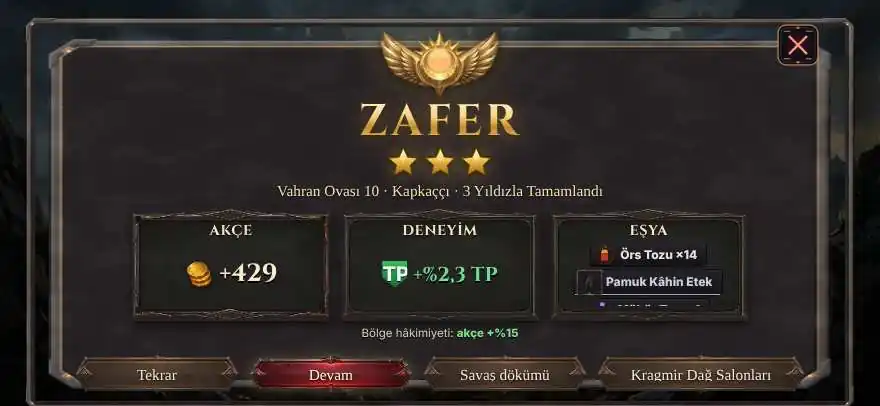 ZAFER
Vahran Ovası 10 · Kapkaççı · 3 Yıldızla Tamamlandı
AKÇE
+429
DENEYİM
TP +%2,3 TP
EŞYA
Örs Tozu ×14
Pamuk Kâhin Etek
Bölge hâkimiyeti: akçe +%15
Tekrar
Devam
Savaş dökümü
Kragmir Dağ Salonları